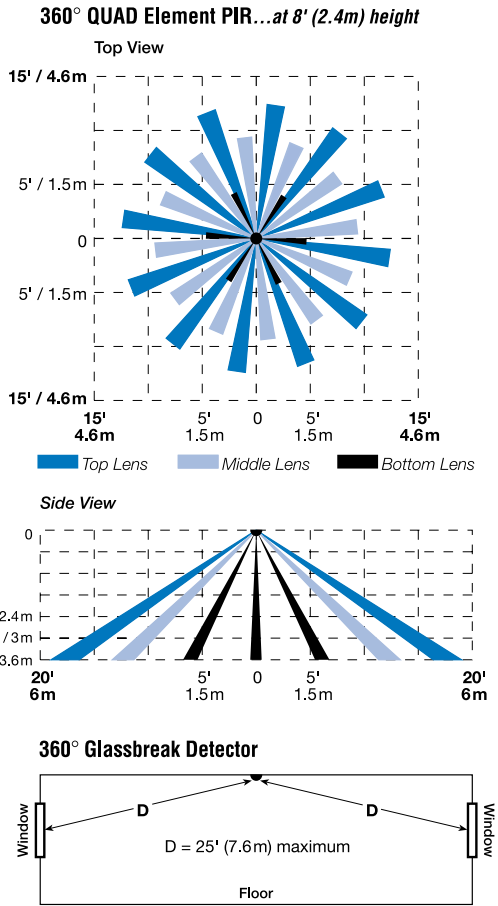 360° QUAD Element PIR...at 8' (2.4m) height
Top View
15' / 4.6m
5' / 1.5m
0
5' / 1.5m
15' / 4.6m
15' 5' 0 5' 15'
4.6m 1.5m 1.5m 4.6m
Top Lens Middle Lens Bottom Lens
Side View
0
2.4m
/ 3m
3.6m
20' 5' 0 5' 20'
6m 1.5m 1.5m 6m
360° Glassbreak Detector
Window
D D
Window
D = 25' (7.6m) maximum
Floor